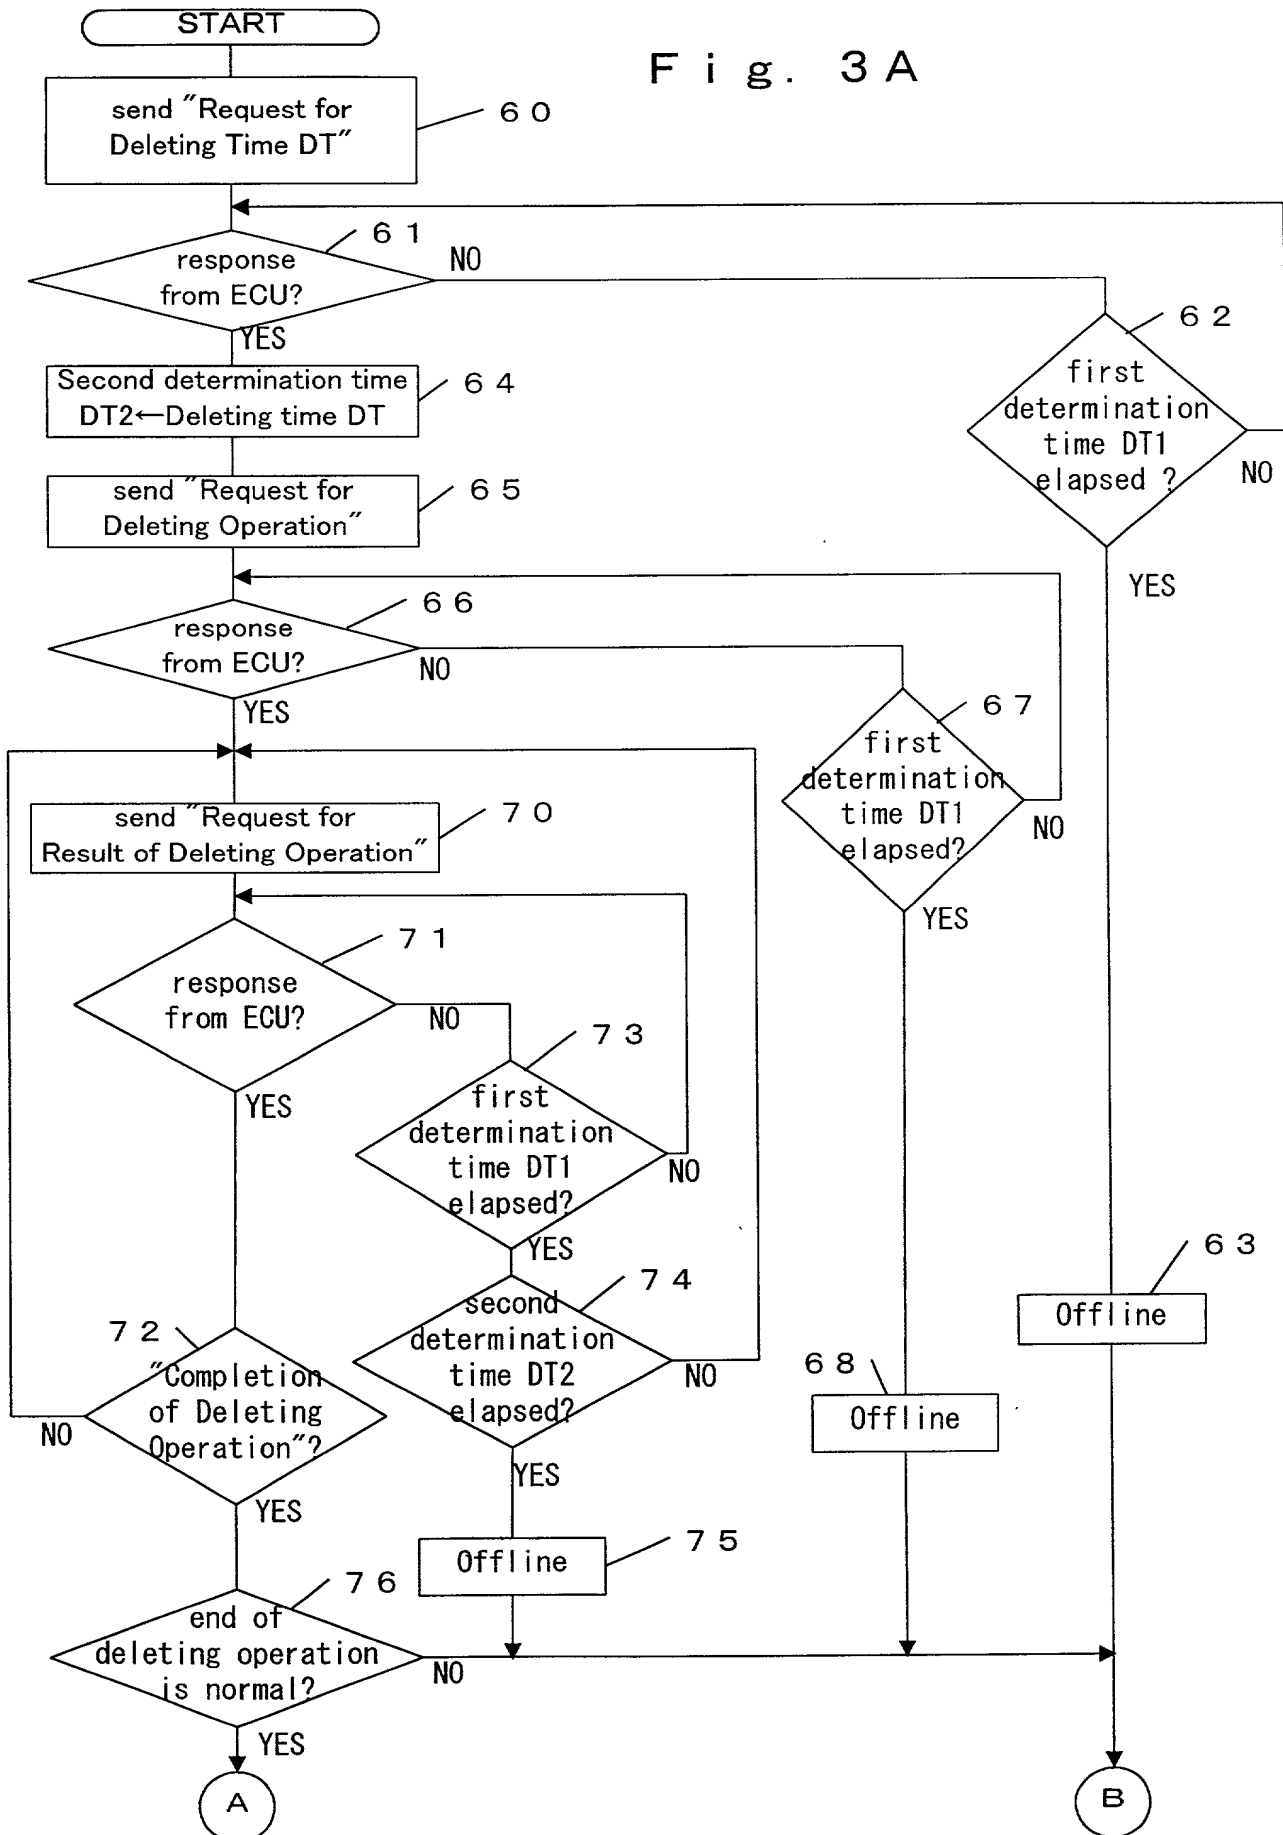 START
Fig. 3A
send "Request for
Deleting Time DT"
60
61
response
from ECU?
NO
YES
62
first
determination
time DT1
elapsed ?
NO
YES
Second determination time
DT2←Deleting time DT
64
send "Request for
Deleting Operation"
65
66
response
from ECU?
NO
YES
67
first
determination
time DT1
elapsed?
NO
YES
send "Request for
Result of Deleting Operation"
70
71
response
from ECU?
NO
YES
73
first
determination
time DT1
elapsed?
NO
YES
74
second
determination
time DT2
elapsed?
NO
YES
63
Offline
68
Offline
72
"Completion
of Deleting
Operation"?
NO
YES
Offline
75
76
end of
deleting operation
is normal?
NO
YES
A
B